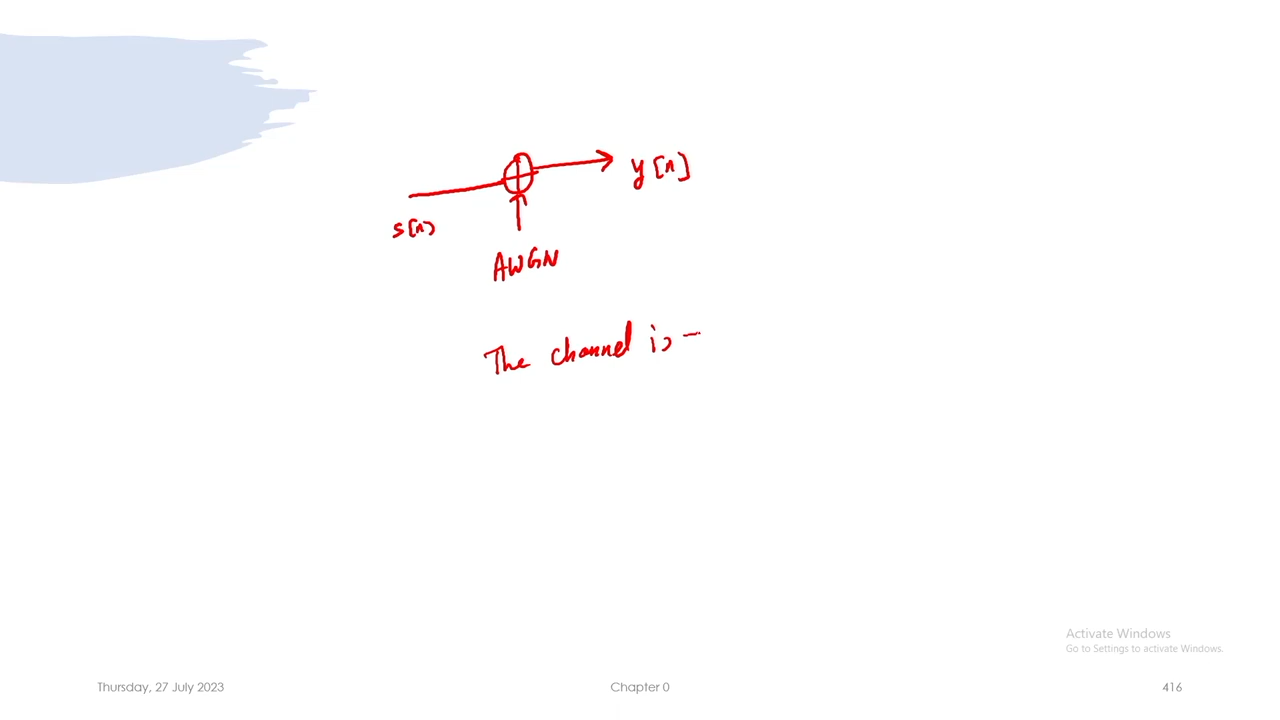 y[n]
s[n]
AWGN
The channel is
Activate Windows
Go to Settings to activate Windows.
Thursday, 27 July 2023 Chapter 0 416